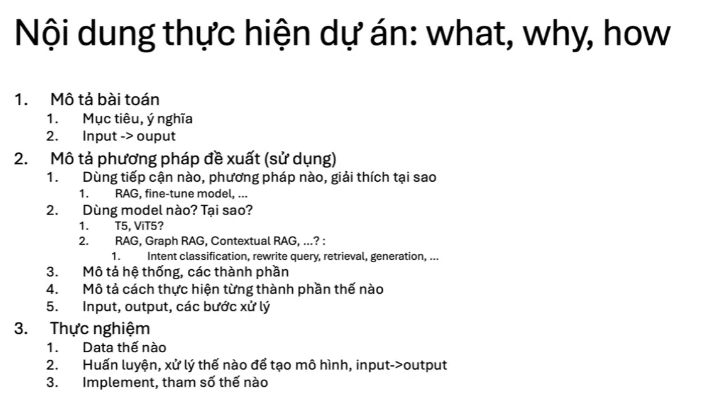 Nội dung thực hiện dự án: what, why, how
1. Mô tả bài toán
1. Mục tiêu, ý nghĩa
2. Input -> ouput
2. Mô tả phương pháp đề xuất (sử dụng)
1. Dùng tiếp cận nào, phương pháp nào, giải thích tại sao
1. RAG, fine-tune model, ...
2. Dùng model nào? Tại sao?
1. T5, ViT5?
2. RAG, Graph RAG, Contextual RAG, ...? :
1. Intent classification, rewrite query, retrieval, generation, ...
3. Mô tả hệ thống, các thành phần
4. Mô tả cách thực hiện từng thành phần thế nào
5. Input, output, các bước xử lý
3. Thực nghiệm
1. Data thế nào
2. Huấn luyện, xử lý thế nào để tạo mô hình, input->output
3. Implement, tham số thế nào